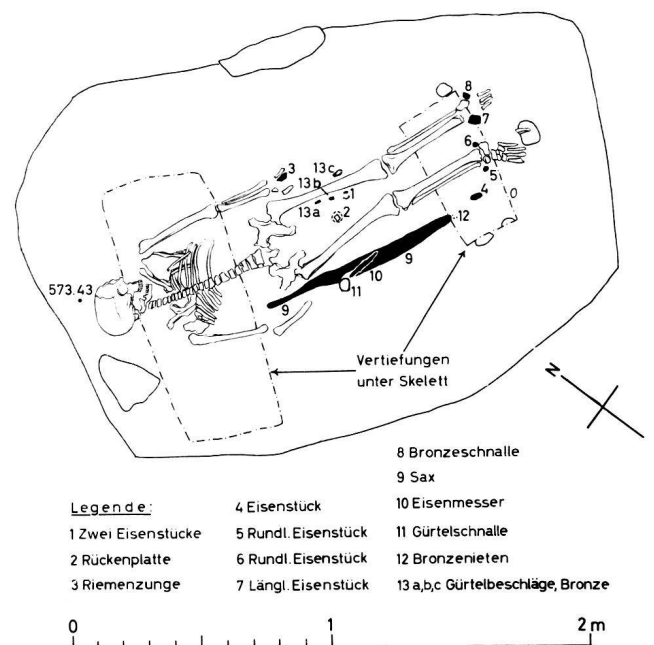 8
7
6
5
4
3
13c
13b
1
13a
2
12
9
10
11
9
573.43
Vertiefungen
unter Skelett
N
Legende:
1 Zwei Eisenstücke
2 Rückenplatte
3 Riemenzunge
4 Eisenstück
5 Rundl. Eisenstück
6 Rundl. Eisenstück
7 Längl. Eisenstück
8 Bronzeschnalle
9 Sax
10 Eisenmesser
11 Gürtelschnalle
12 Bronzenieten
13 a,b,c Gürtelbeschläge, Bronze
0 1 2 m